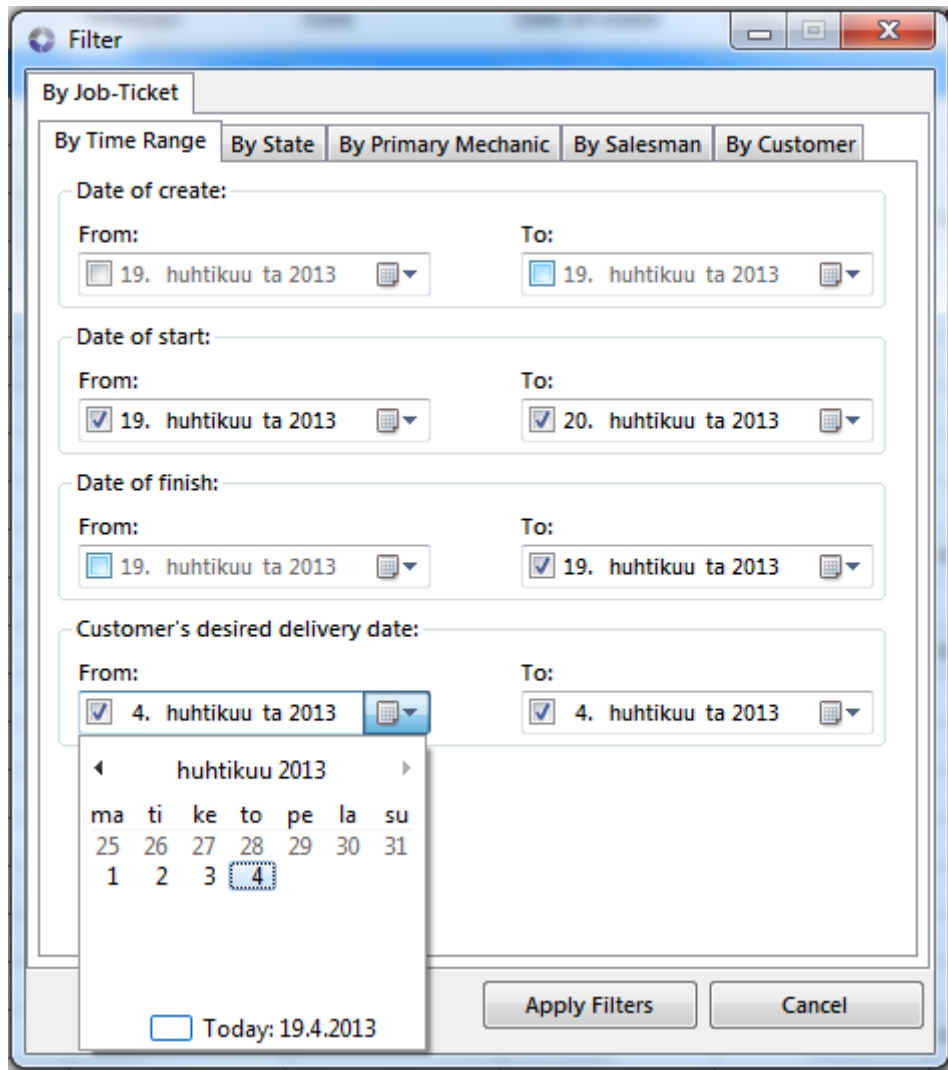 Filter
By Job-Ticket
By Time Range By State By Primary Mechanic By Salesman By Customer
Date of create:
From: To:
19. huhtikuu ta 2013 19. huhtikuu ta 2013
Date of start:
From: To:
19. huhtikuu ta 2013 20. huhtikuu ta 2013
Date of finish:
From: To:
19. huhtikuu ta 2013 19. huhtikuu ta 2013
Customer's desired delivery date:
From: To:
4. huhtikuu ta 2013 4. huhtikuu ta 2013
huhtikuu 2013
ma ti ke to pe la su
25 26 27 28 29 30 31
1 2 3 4
Today: 19.4.2013
Apply Filters Cancel